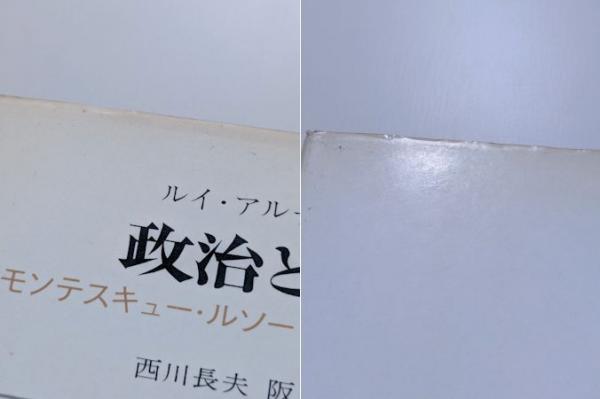 ルイ・アル
政治と
モンテスキュー・ルソー
西川長夫 阪